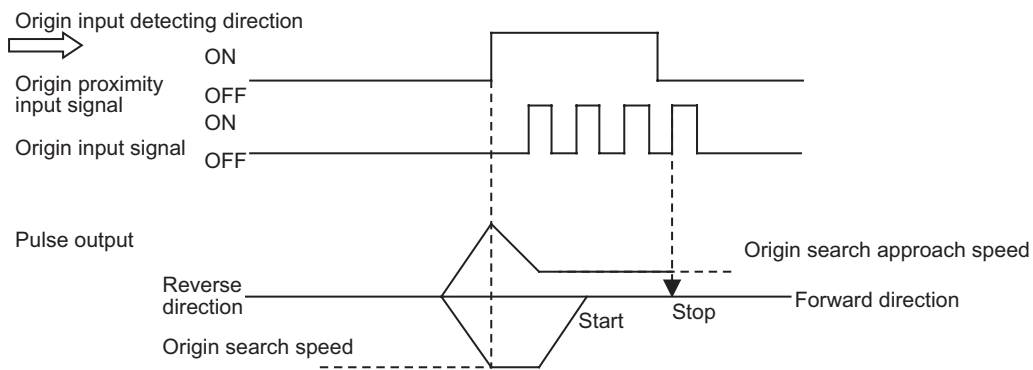 Origin input detecting direction
ON
Origin proximity
input signal
OFF
ON
Origin input signal
OFF
Pulse output
Origin search approach speed
Reverse
direction
Forward direction
Start
Stop
Origin search speed